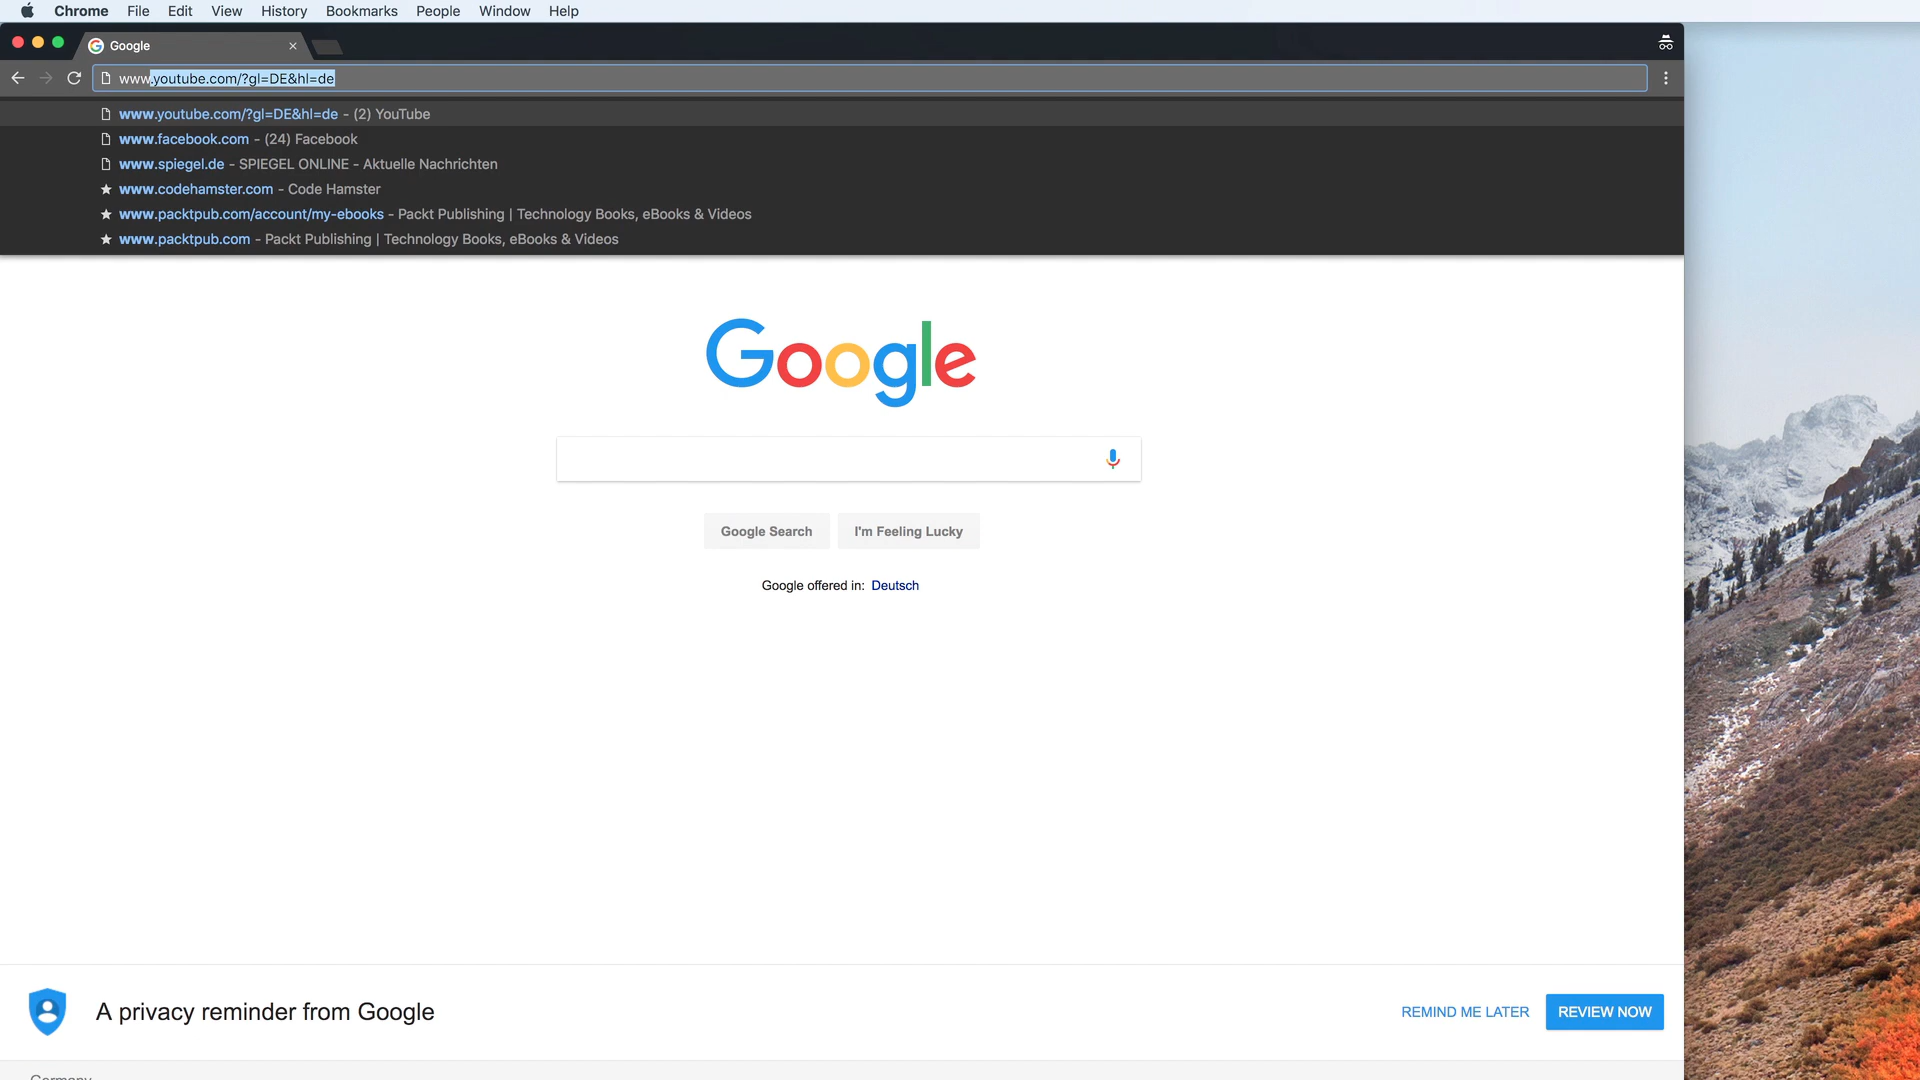 Chrome File Edit View History Bookmarks People Window Help
Google
www.youtube.com/?gl=DE&hl=de
www.youtube.com/?gl=DE&hl=de - (2) YouTube
www.facebook.com - (24) Facebook
www.spiegel.de - SPIEGEL ONLINE - Aktuelle Nachrichten
www.codehamster.com - Code Hamster
www.packtpub.com/account/my-ebooks - Packt Publishing | Technology Books, eBooks & Videos
www.packtpub.com - Packt Publishing | Technology Books, eBooks & Videos
Google
Google Search I'm Feeling Lucky
Google offered in: Deutsch
A privacy reminder from Google REMIND ME LATER REVIEW NOW
Germany